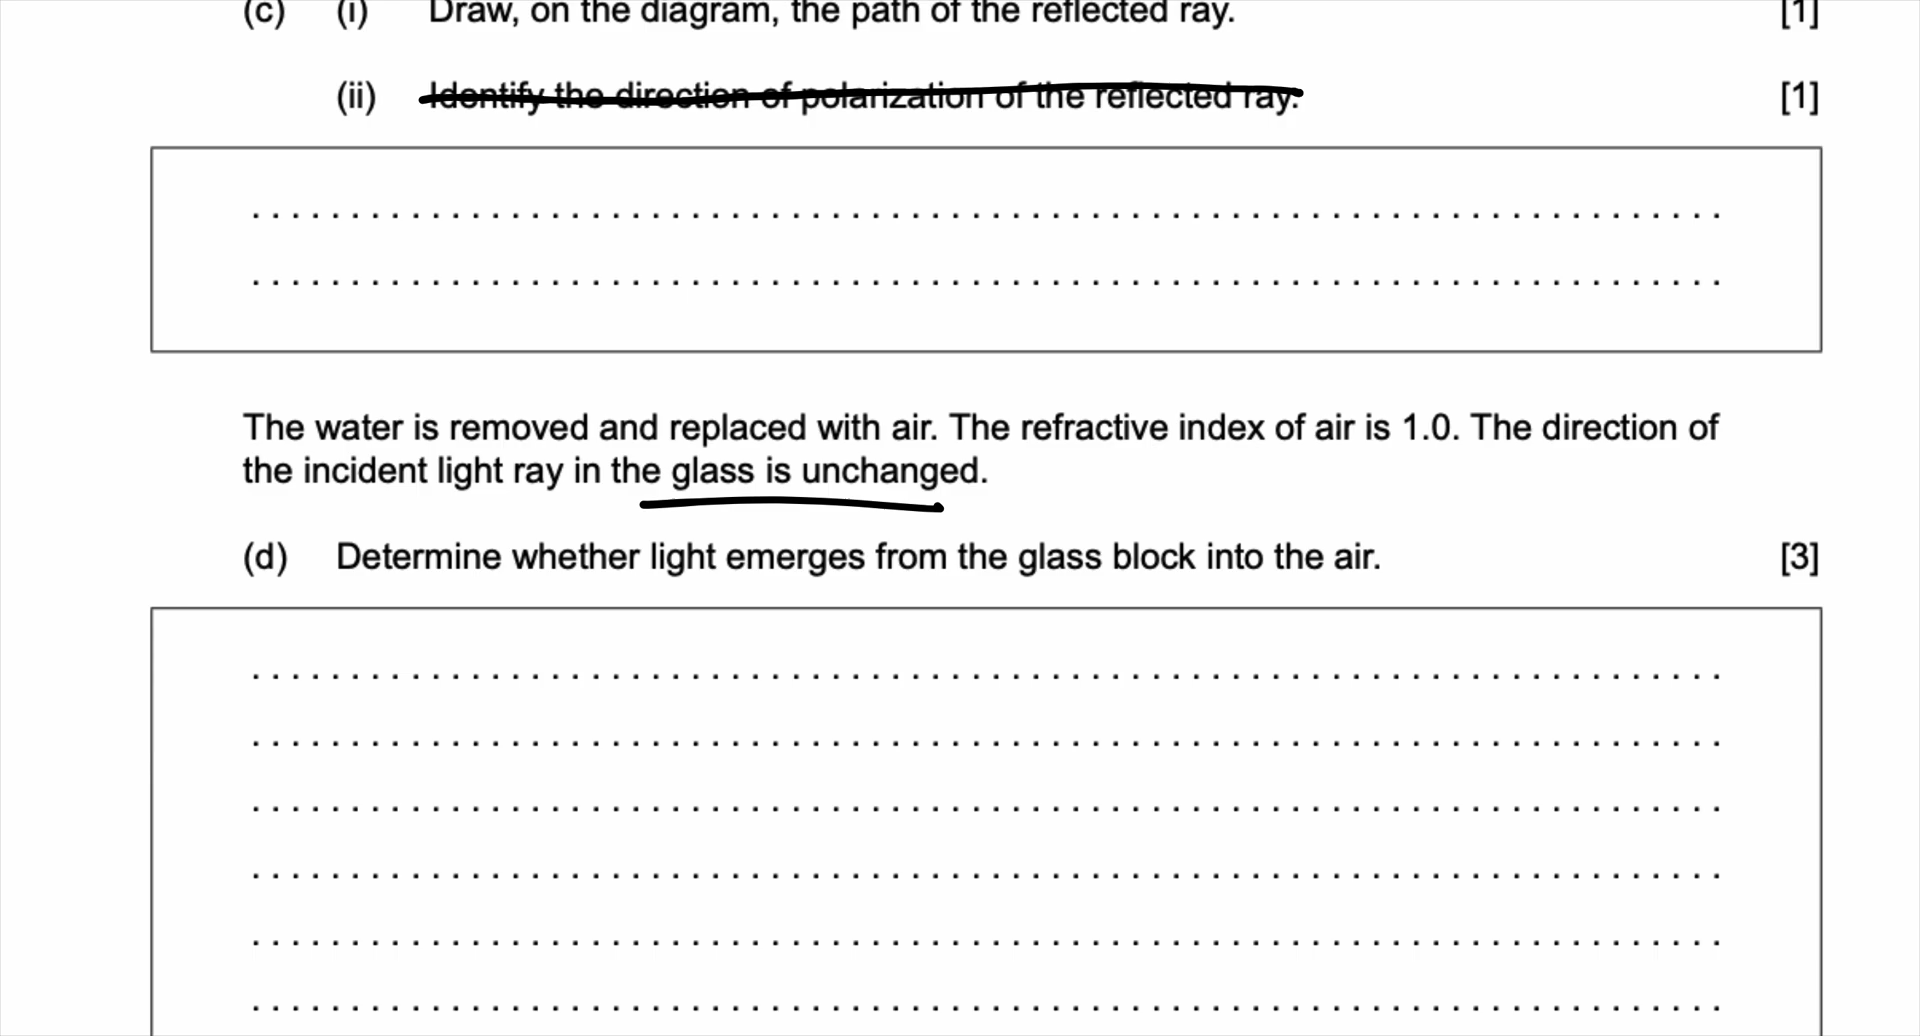 (c) (i) Draw, on the diagram, the path of the reflected ray. [1]
(ii) Identify the direction of polarization of the reflected ray. [1]
The water is removed and replaced with air. The refractive index of air is 1.0. The direction of
the incident light ray in the glass is unchanged.
(d) Determine whether light emerges from the glass block into the air. [3]